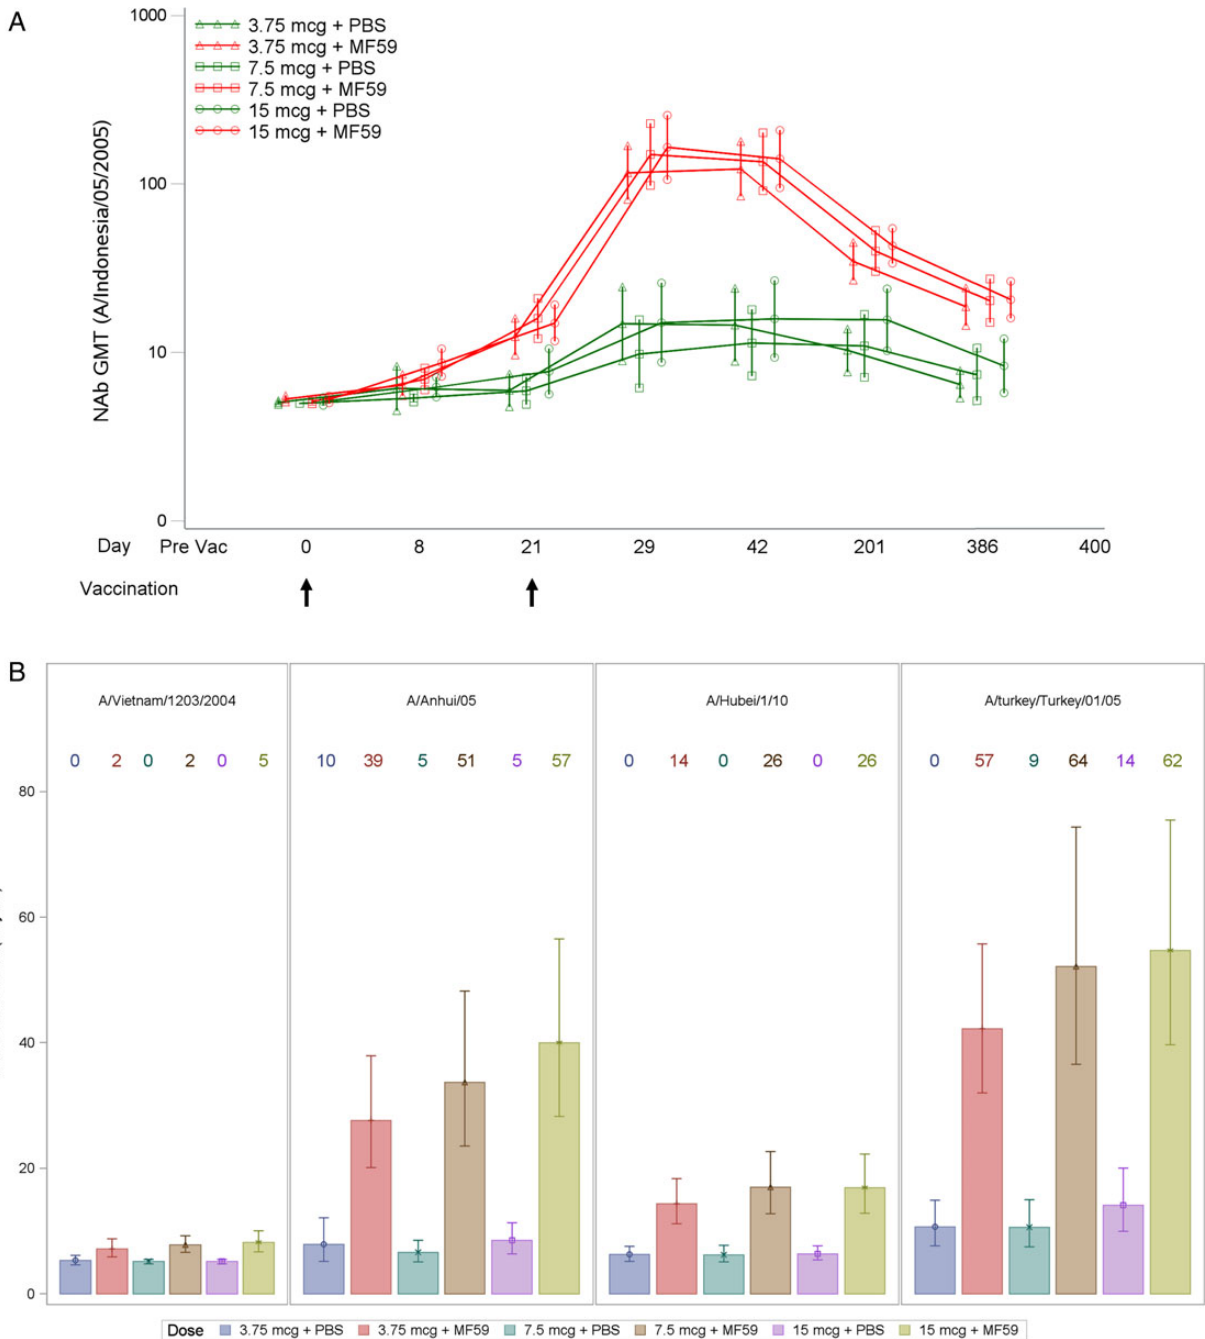 A
1000
3.75 mcg + PBS
3.75 mcg + MF59
7.5 mcg + PBS
7.5 mcg + MF59
15 mcg + PBS
15 mcg + MF59
NAb GMT (A/Indonesia/05/2005)
100
10
0
Day Pre Vac 0 8 21 29 42 201 386 400
Vaccination
B
A/Vietnam/1203/2004 A/Anhui/05 A/Hubei/1/10 A/turkey/Turkey/01/05
0 2 0 2 0 5 10 39 5 51 5 57 0 14 0 26 0 26 0 57 9 64 14 62
80
60
40
20
0
Dose 3.75 mcg + PBS 3.75 mcg + MF59 7.5 mcg + PBS 7.5 mcg + MF59 15 mcg + PBS 15 mcg + MF59